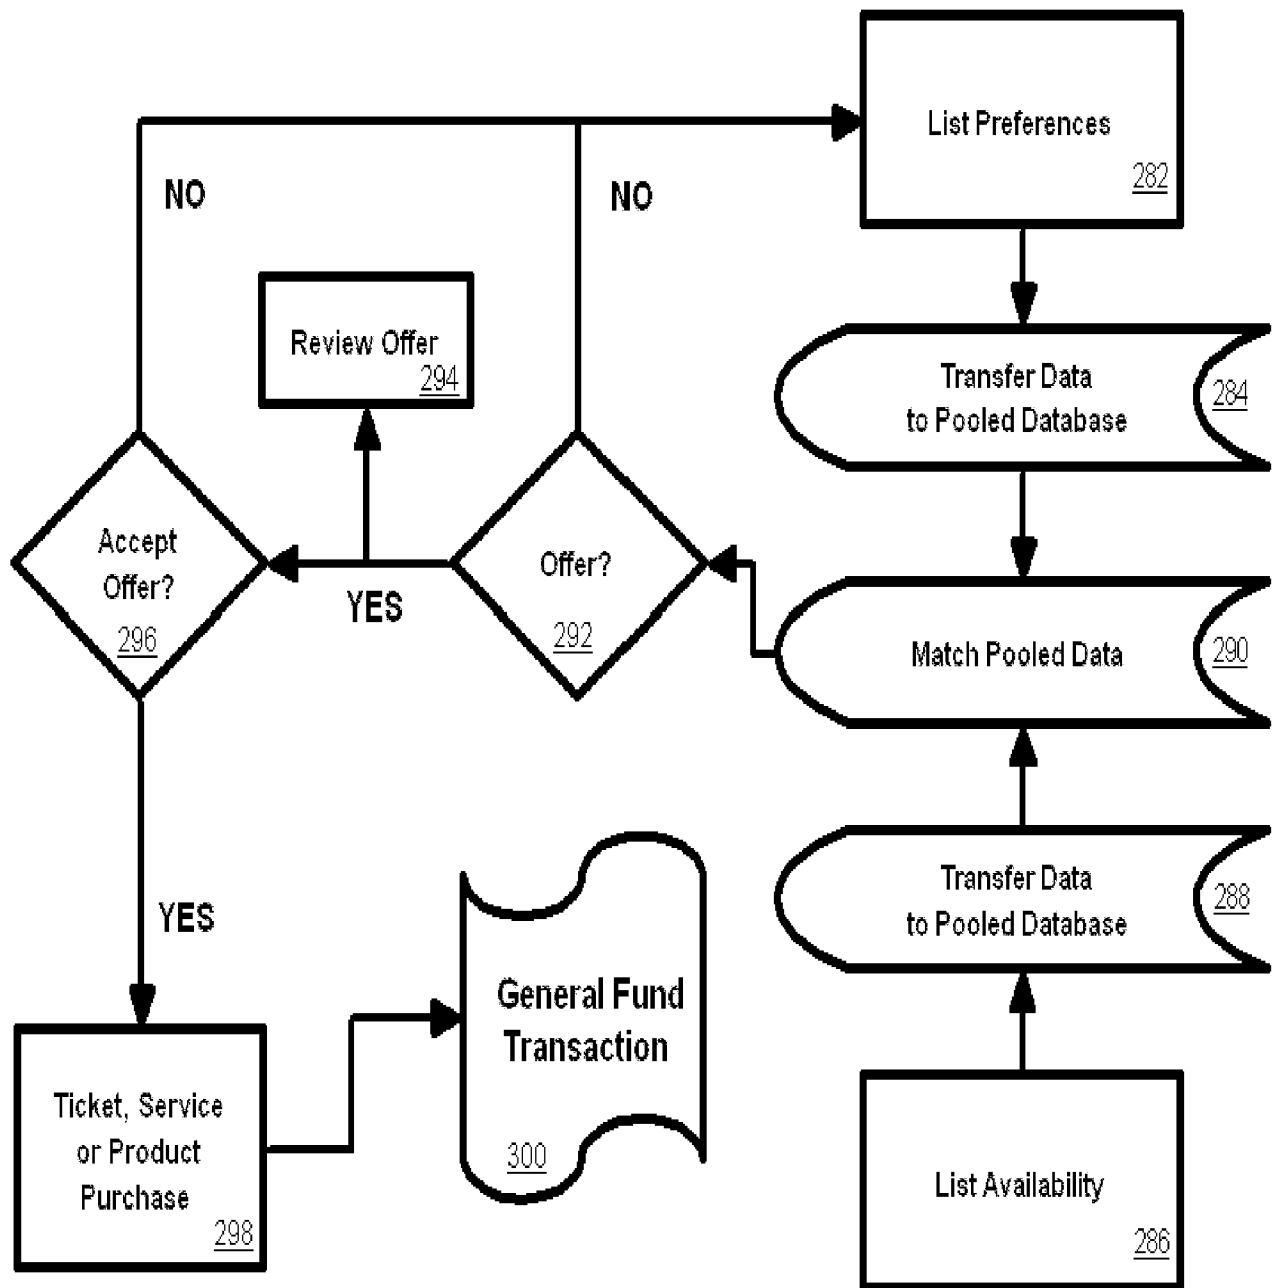 List Preferences
282
NO
NO
Review Offer
294
Transfer Data
to Pooled Database
284
Accept
Offer?
296
Offer?
292
YES
Match Pooled Data
290
Transfer Data
to Pooled Database
288
YES
General Fund
Transaction
300
Ticket, Service
or Product
Purchase
298
List Availability
286